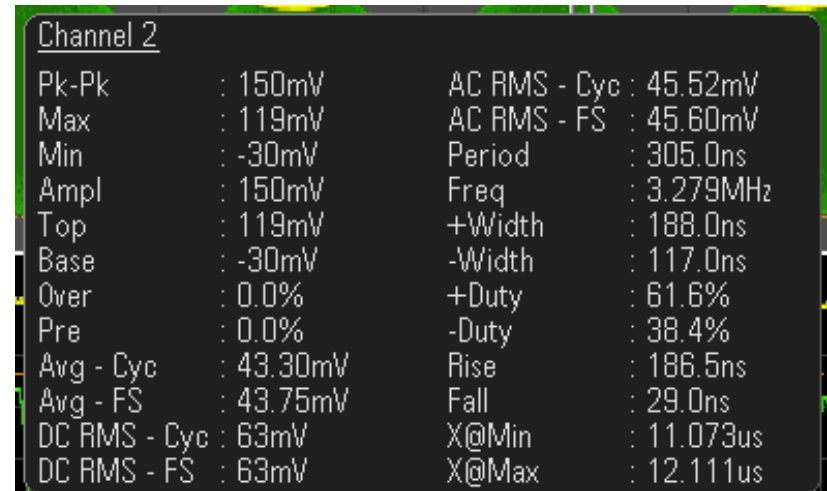 Channel 2
Pk-Pk : 150mV AC RMS - Cyc : 45.52mV
Max : 119mV AC RMS - FS : 45.60mV
Min : -30mV Period : 305.0ns
Ampl : 150mV Freq : 3.279MHz
Top : 119mV +Width : 188.0ns
Base : -30mV -Width : 117.0ns
Over : 0.0% +Duty : 61.6%
Pre : 0.0% -Duty : 38.4%
Avg - Cyc : 43.30mV Rise : 186.5ns
Avg - FS : 43.75mV Fall : 29.0ns
DC RMS - Cyc : 63mV X@Min : 11.073us
DC RMS - FS : 63mV X@Max : 12.111us